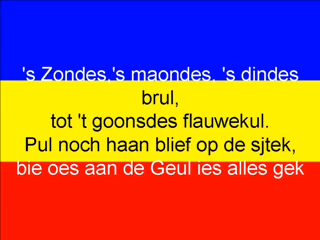 's Zondes,'s maondes, 's dindes
brul,
tot 't goonsdes flauwekul.
Pul noch haan blief op de sjtek,
bie oes aan de Geul ies alles gek